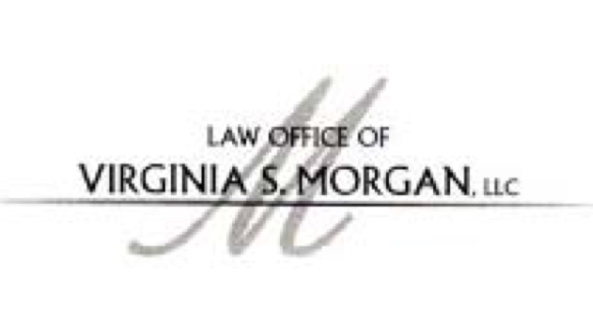 M
LAW OFFICE OF
VIRGINIA S. MORGAN, LLC